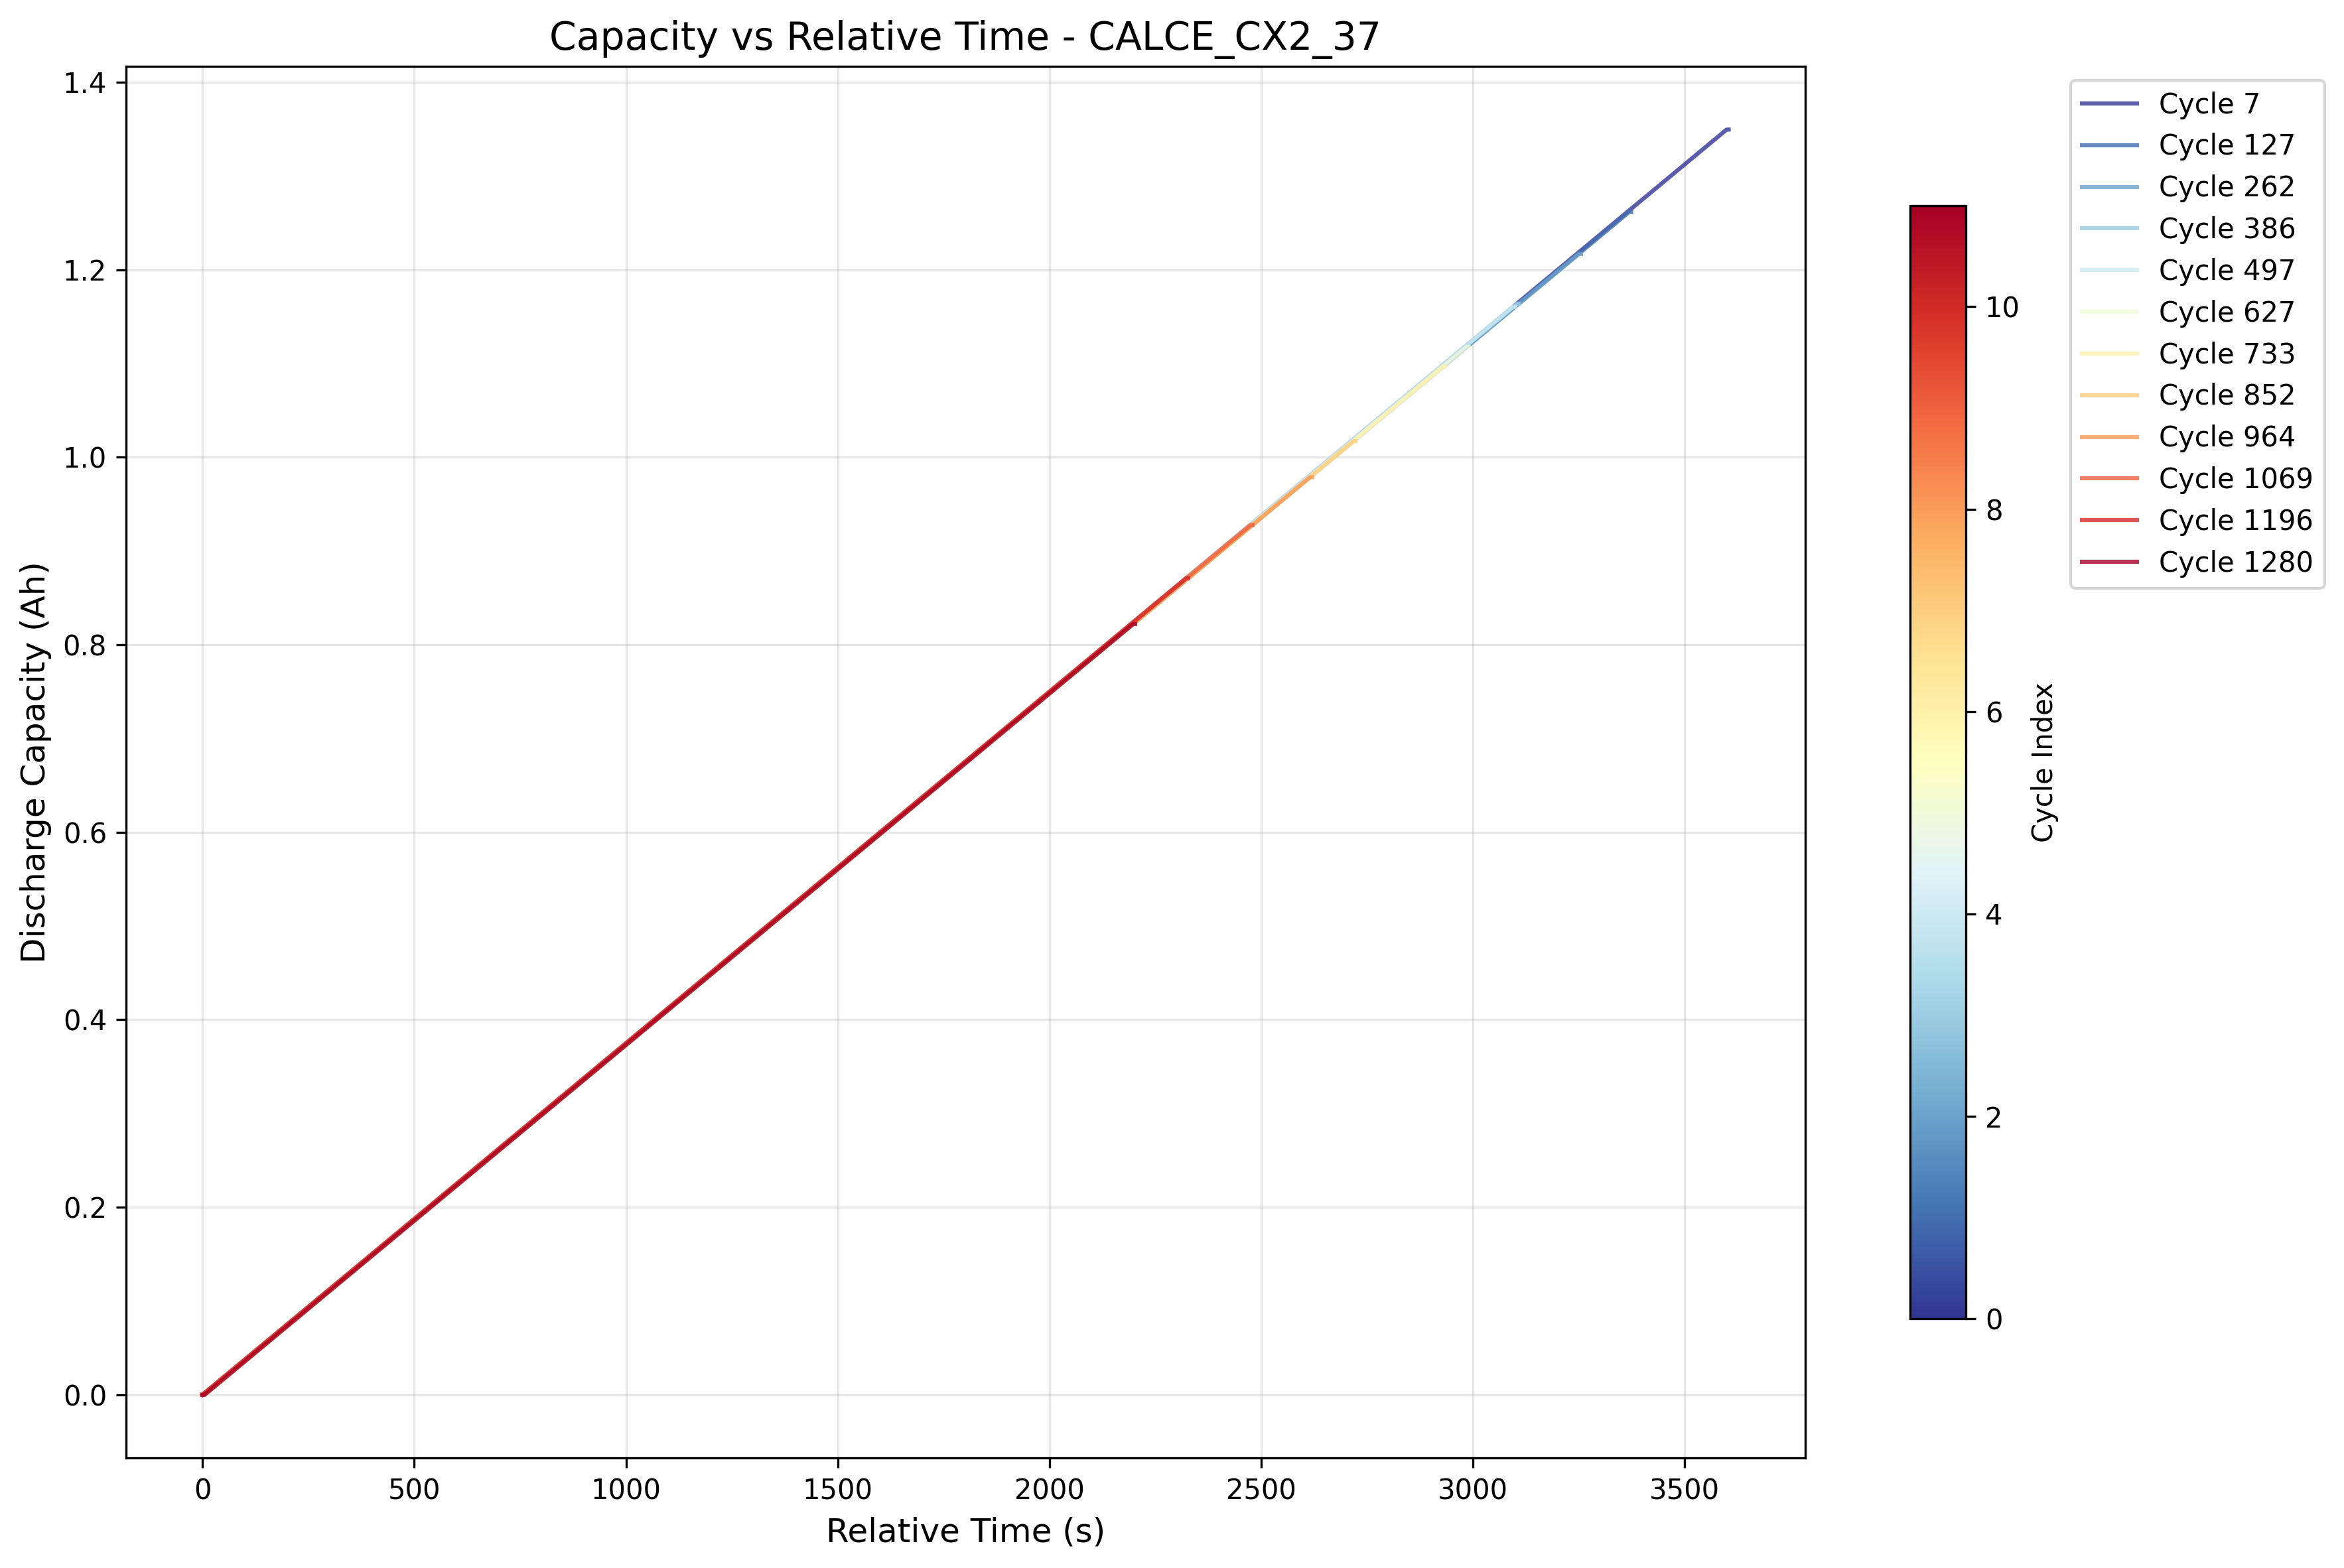 Capacity vs Relative Time - CALCE_CX2_37
Discharge Capacity (Ah)
1.4
1.2
1.0
0.8
0.6
0.4
0.2
0.0
0
500
1000
1500
2000
2500
3000
3500
Relative Time (s)
10
8
6
4
2
0
Cycle Index
Cycle 7
Cycle 127
Cycle 262
Cycle 386
Cycle 497
Cycle 627
Cycle 733
Cycle 852
Cycle 964
Cycle 1069
Cycle 1196
Cycle 1280